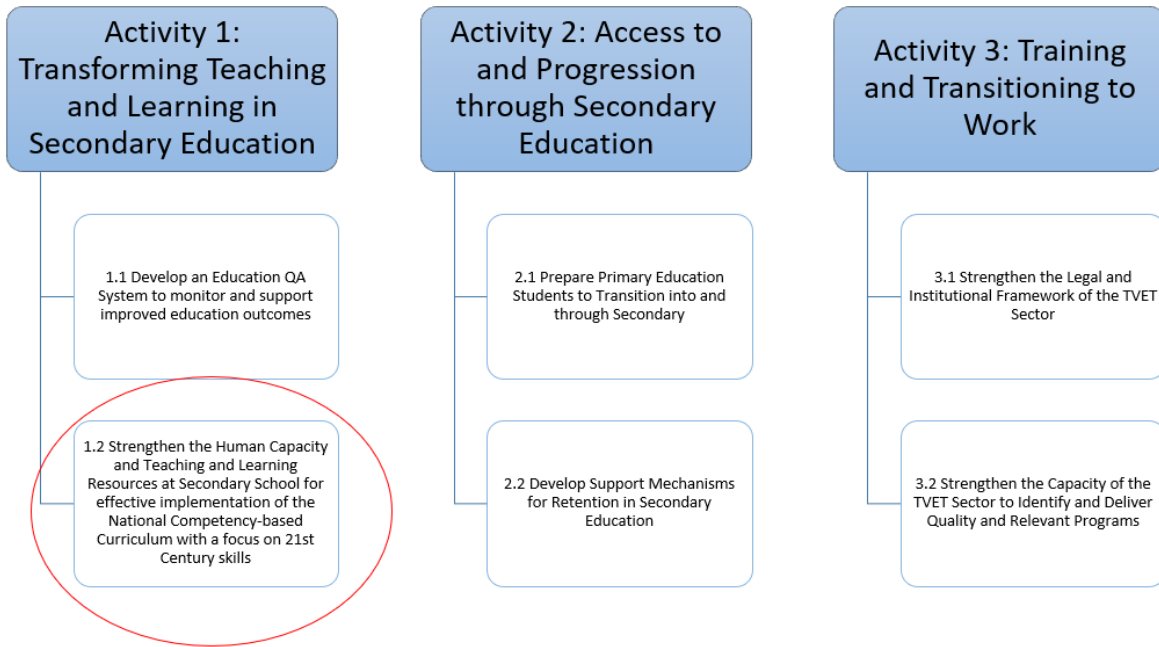 Activity 1:
Transforming Teaching
and Learning in
Secondary Education
1.1 Develop an Education QA
System to monitor and support
improved education outcomes
1.2 Strengthen the Human Capacity
and Teaching and Learning
Resources at Secondary School for
effective implementation of the
National Competency-based
Curriculum with a focus on 21st
Century skills
Activity 2: Access to
and Progression
through Secondary
Education
2.1 Prepare Primary Education
Students to Transition into and
through Secondary
2.2 Develop Support Mechanisms
for Retention in Secondary
Education
Activity 3: Training
and Transitioning to
Work
3.1 Strengthen the Legal and
Institutional Framework of the TVET
Sector
3.2 Strengthen the Capacity of the
TVET Sector to Identify and Deliver
Quality and Relevant Programs